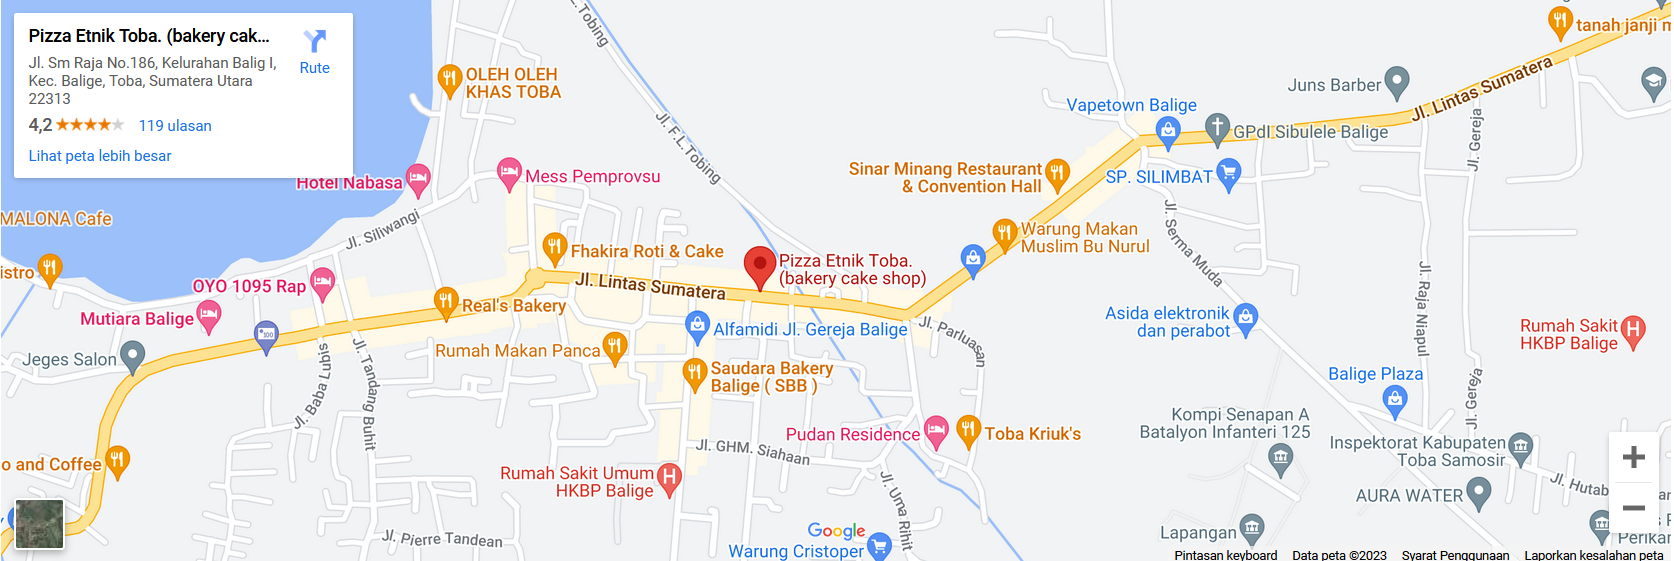 Pizza Etnik Toba. (bakery cak...
Jl. Sm Raja No.186, Kelurahan Balig I,
Kec. Balige, Toba, Sumatera Utara
22313
4,2
119 ulasan
Lihat peta lebih besar
Rute
OLEH OLEH
KHAS TOBA
Jl. F.L.Tobing
Hotel Nabasa
Mess Pemprovsu
MALONA Cafe
Jl. Siliwangi
istro
OYO 1095 Rap
Mutiara Balige
Jeges Salon
Fhakira Roti & Cake
Real's Bakery
Jl. Lintas Sumatera
Pizza Etnik Toba.
(bakery cake shop)
Rumah Makan Panca
Alfamidi Jl. Gereja Balige
Saudara Bakery
Balige ( SBB )
Jl. Parluasan
Jl. Baba Lubis
Jl. Tandang Buhit
o and Coffee
Jl. GHM. Siahaan
Rumah Sakit Umum
HKBP Balige
Pudan Residence
Toba Kriuk's
Jl. Uma Rihit
Jl. Pierre Tandean
Google
Warung Cristoper
tanah janji m
Juns Barber
Jl. Lintas Sumatera
Vapetown Balige
GPdI Sibulele Balige
Sinar Minang Restaurant
& Convention Hall
SP. SILIMBAT
Jl. Gereja
Warung Makan
Muslim Bu Nurul
Jl. Serma Muda
Jl. Raja Niapul
Asida elektronik
dan perabot
Rumah Sakit
HKBP Balige
Balige Plaza
Jl. Gereja
Kompi Senapan A
Batalyon Infanteri 125
Inspektorat Kabupaten
Toba Samosir
AURA WATER
Jl. Hutab
Lapangan
Perikar
Pintasan keyboard
Data peta ©2023
Syarat Penggunaan
Laporkan kesalahan peta